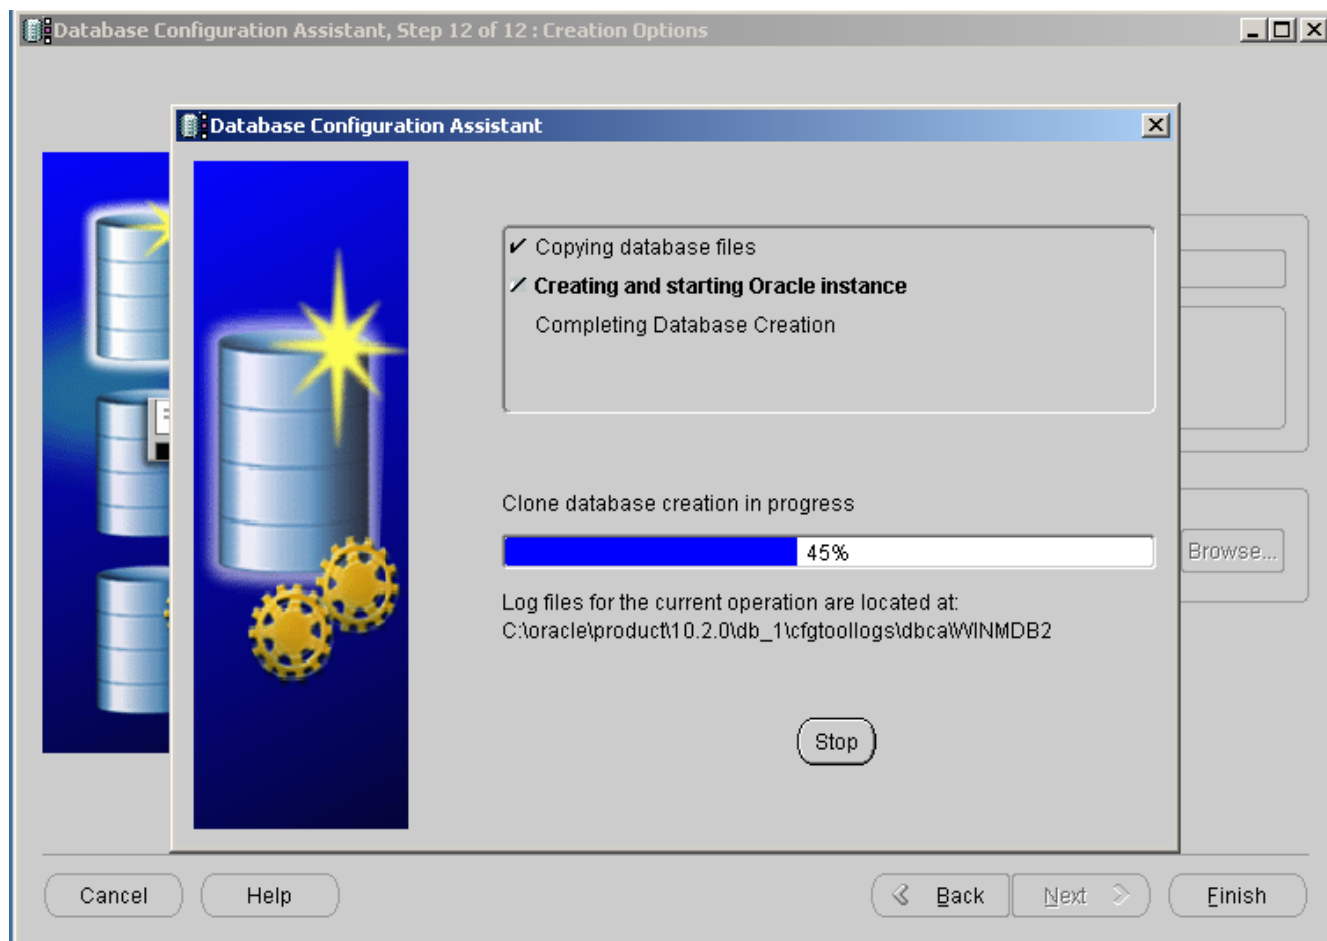 Database Configuration Assistant, Step 12 of 12 : Creation Options
Database Configuration Assistant
Copying database files
Creating and starting Oracle instance
Completing Database Creation
Clone database creation in progress
45%
Browse...
Log files for the current operation are located at:
C:\oracle\product\10.2.0\db_1\cfgtoollogs\dbca\WINMDB2
Stop
Cancel
Help
Back
Next
Finish